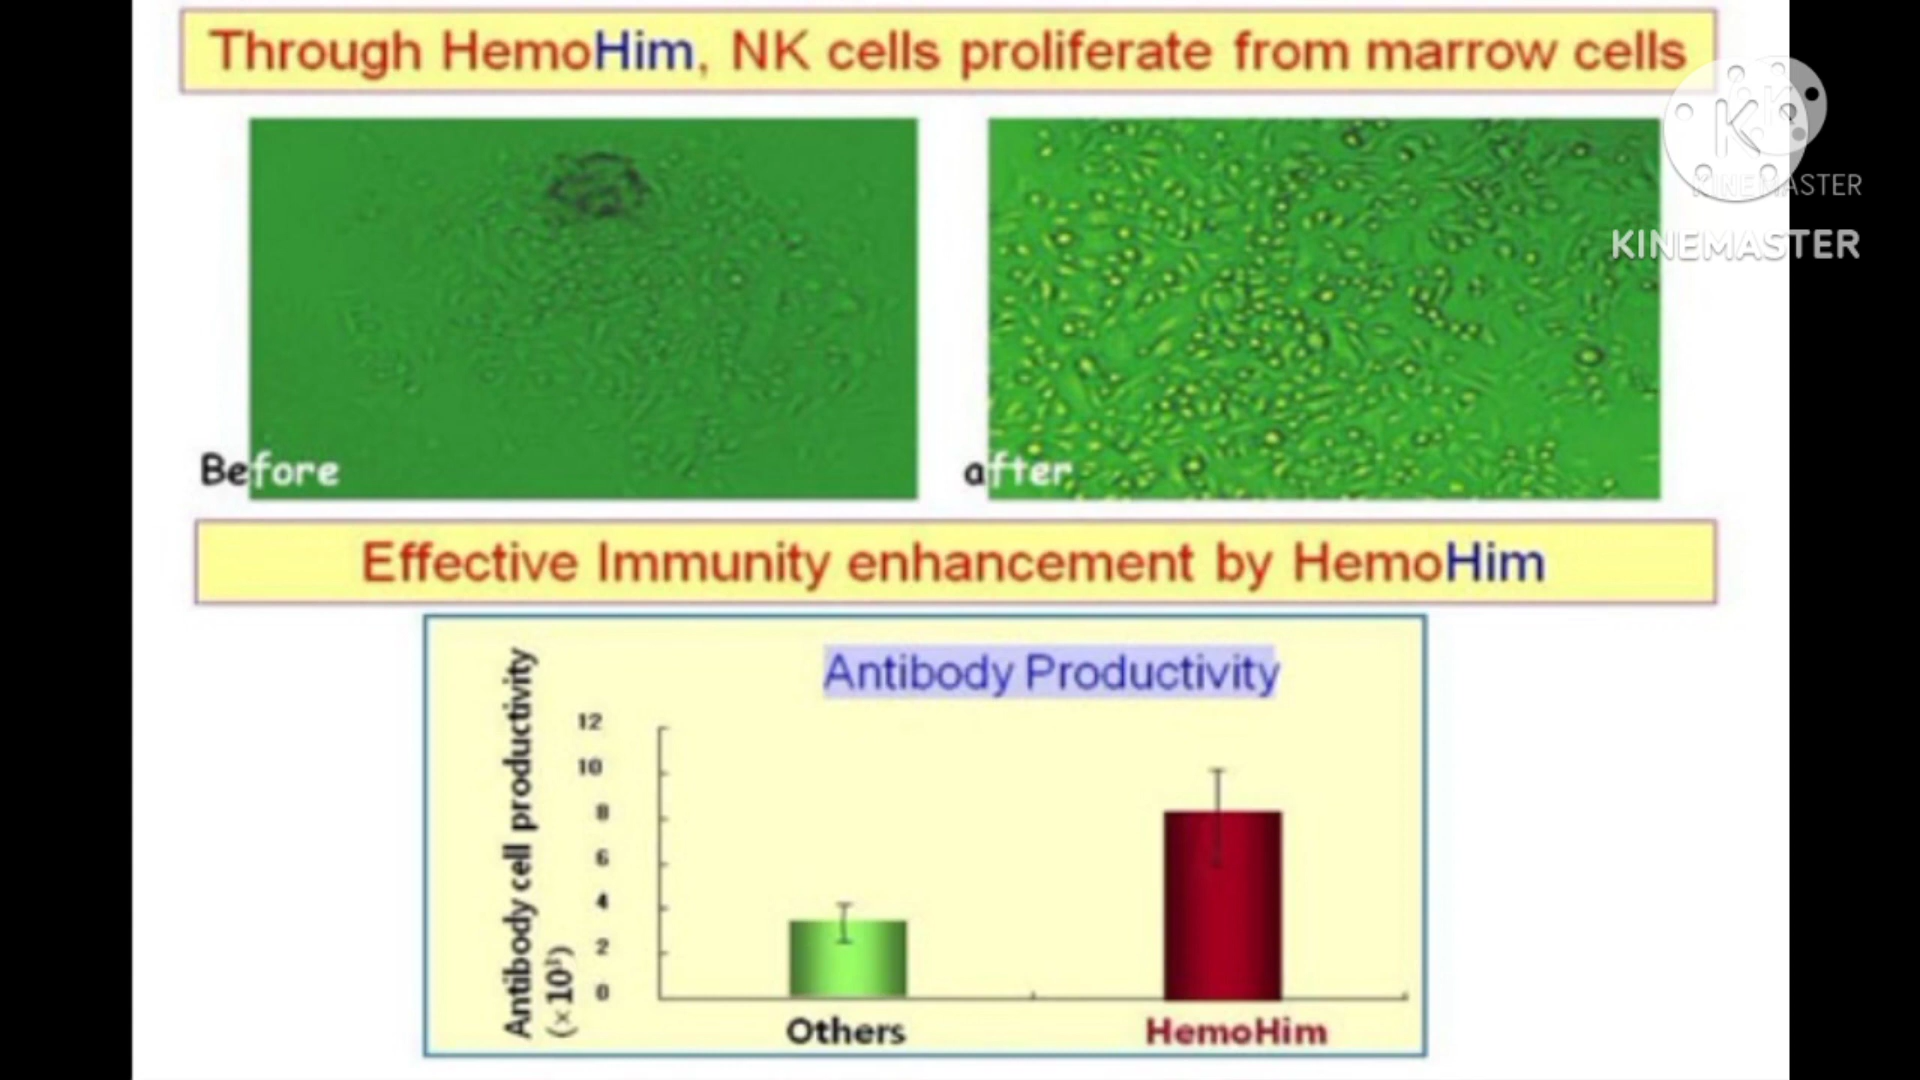 Through HemoHim, NK cells proliferate from marrow cells
K
KINEMASTER
KINEMASTER
Before
after
Effective Immunity enhancement by HemoHim
Antibody Productivity
Antibody cell productivity
(×10³)
12
10
8
6
4
2
0
Others
HemoHim